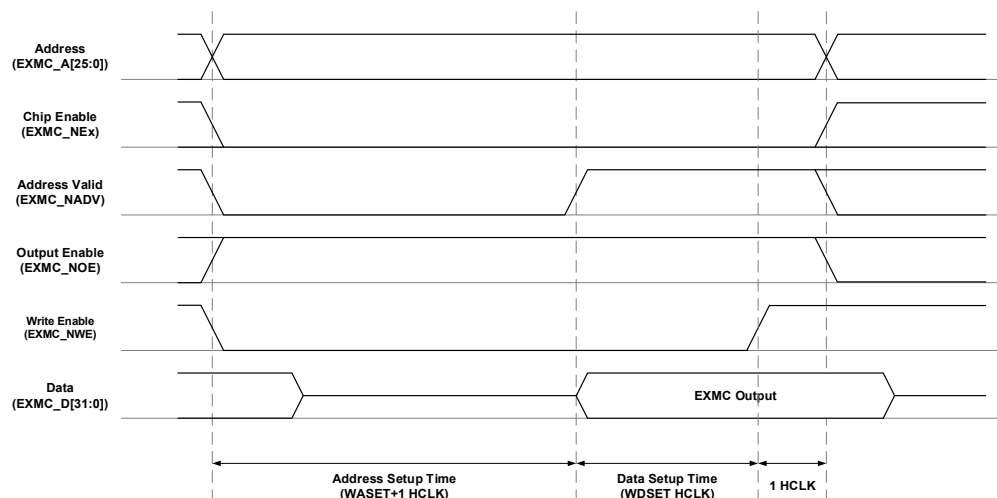 Address
(EXMC_A[25:0])
Chip Enable
(EXMC_NEx)
Address Valid
(EXMC_NADV)
Output Enable
(EXMC_NOE)
Write Enable
(EXMC_NWE)
Data
(EXMC_D[31:0])
EXMC Output
Address Setup Time
(WASET+1 HCLK)
Data Setup Time
(WDSET HCLK)
1 HCLK